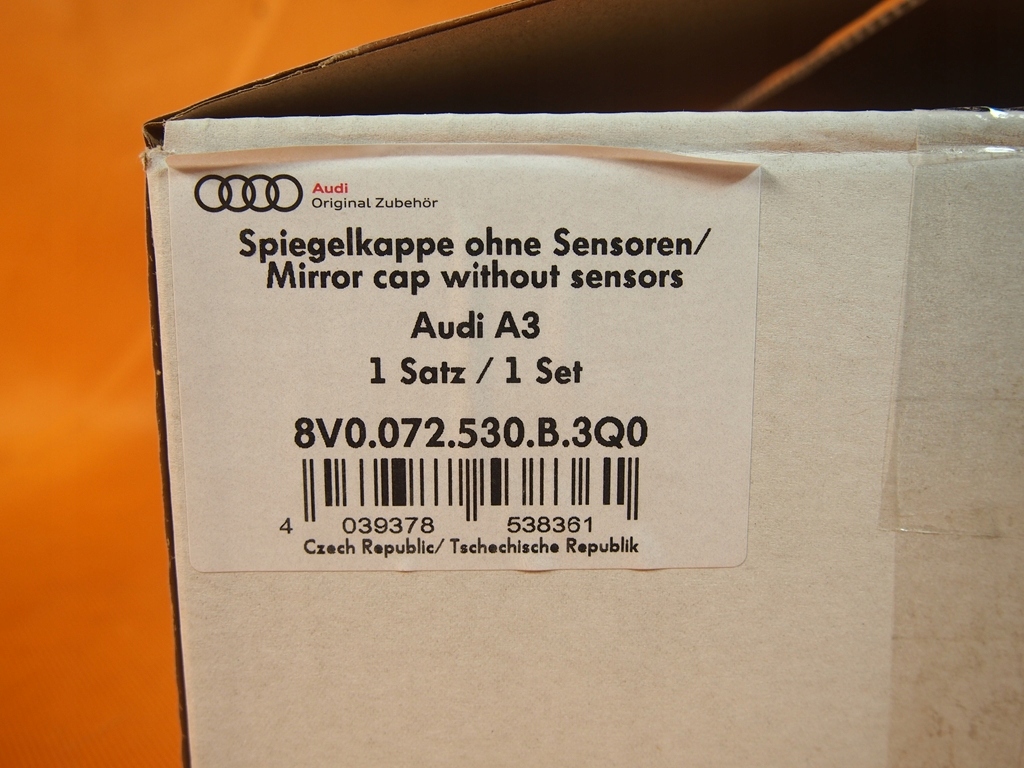 Audi
Original Zubehör
Spiegelkappe ohne Sensoren/
Mirror cap without sensors
Audi A3
1 Satz / 1 Set
8V0.072.530.B.3Q0
4 039378 538361
Czech Republic/ Tschechische Republik